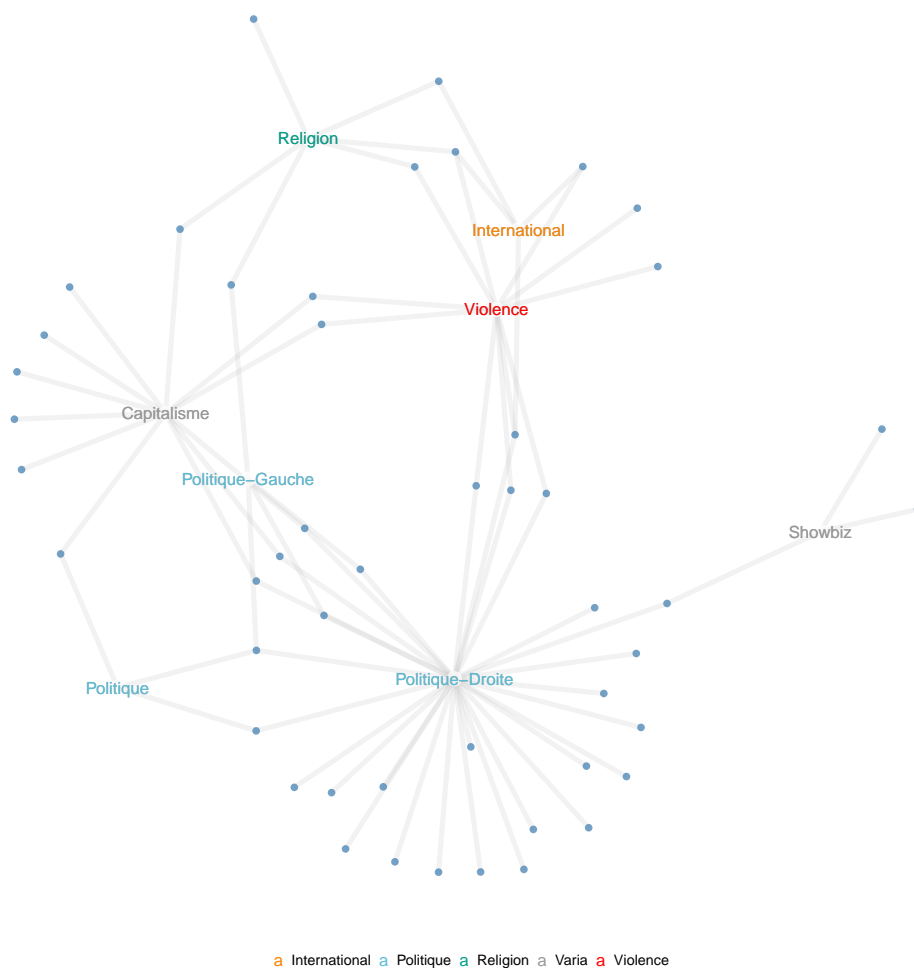 Religion
International
Violence
Capitalisme
Politique−Gauche
Showbiz
Politique−Droite
Politique
a International a Politique a Religion a Varia a Violence